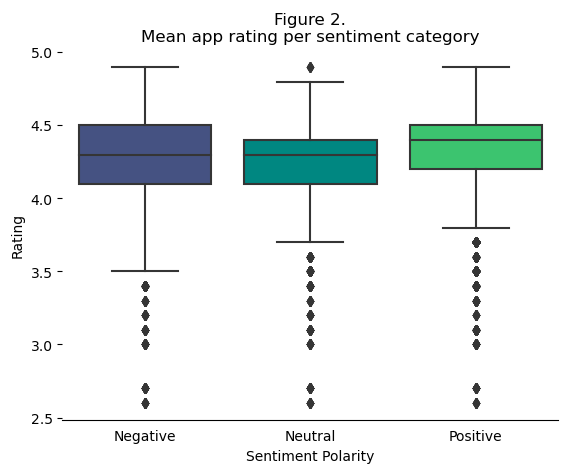 Figure 2.
Mean app rating per sentiment category
5.0
4.5
4.0
3.5
3.0
2.5
Rating
Negative
Neutral
Positive
Sentiment Polarity